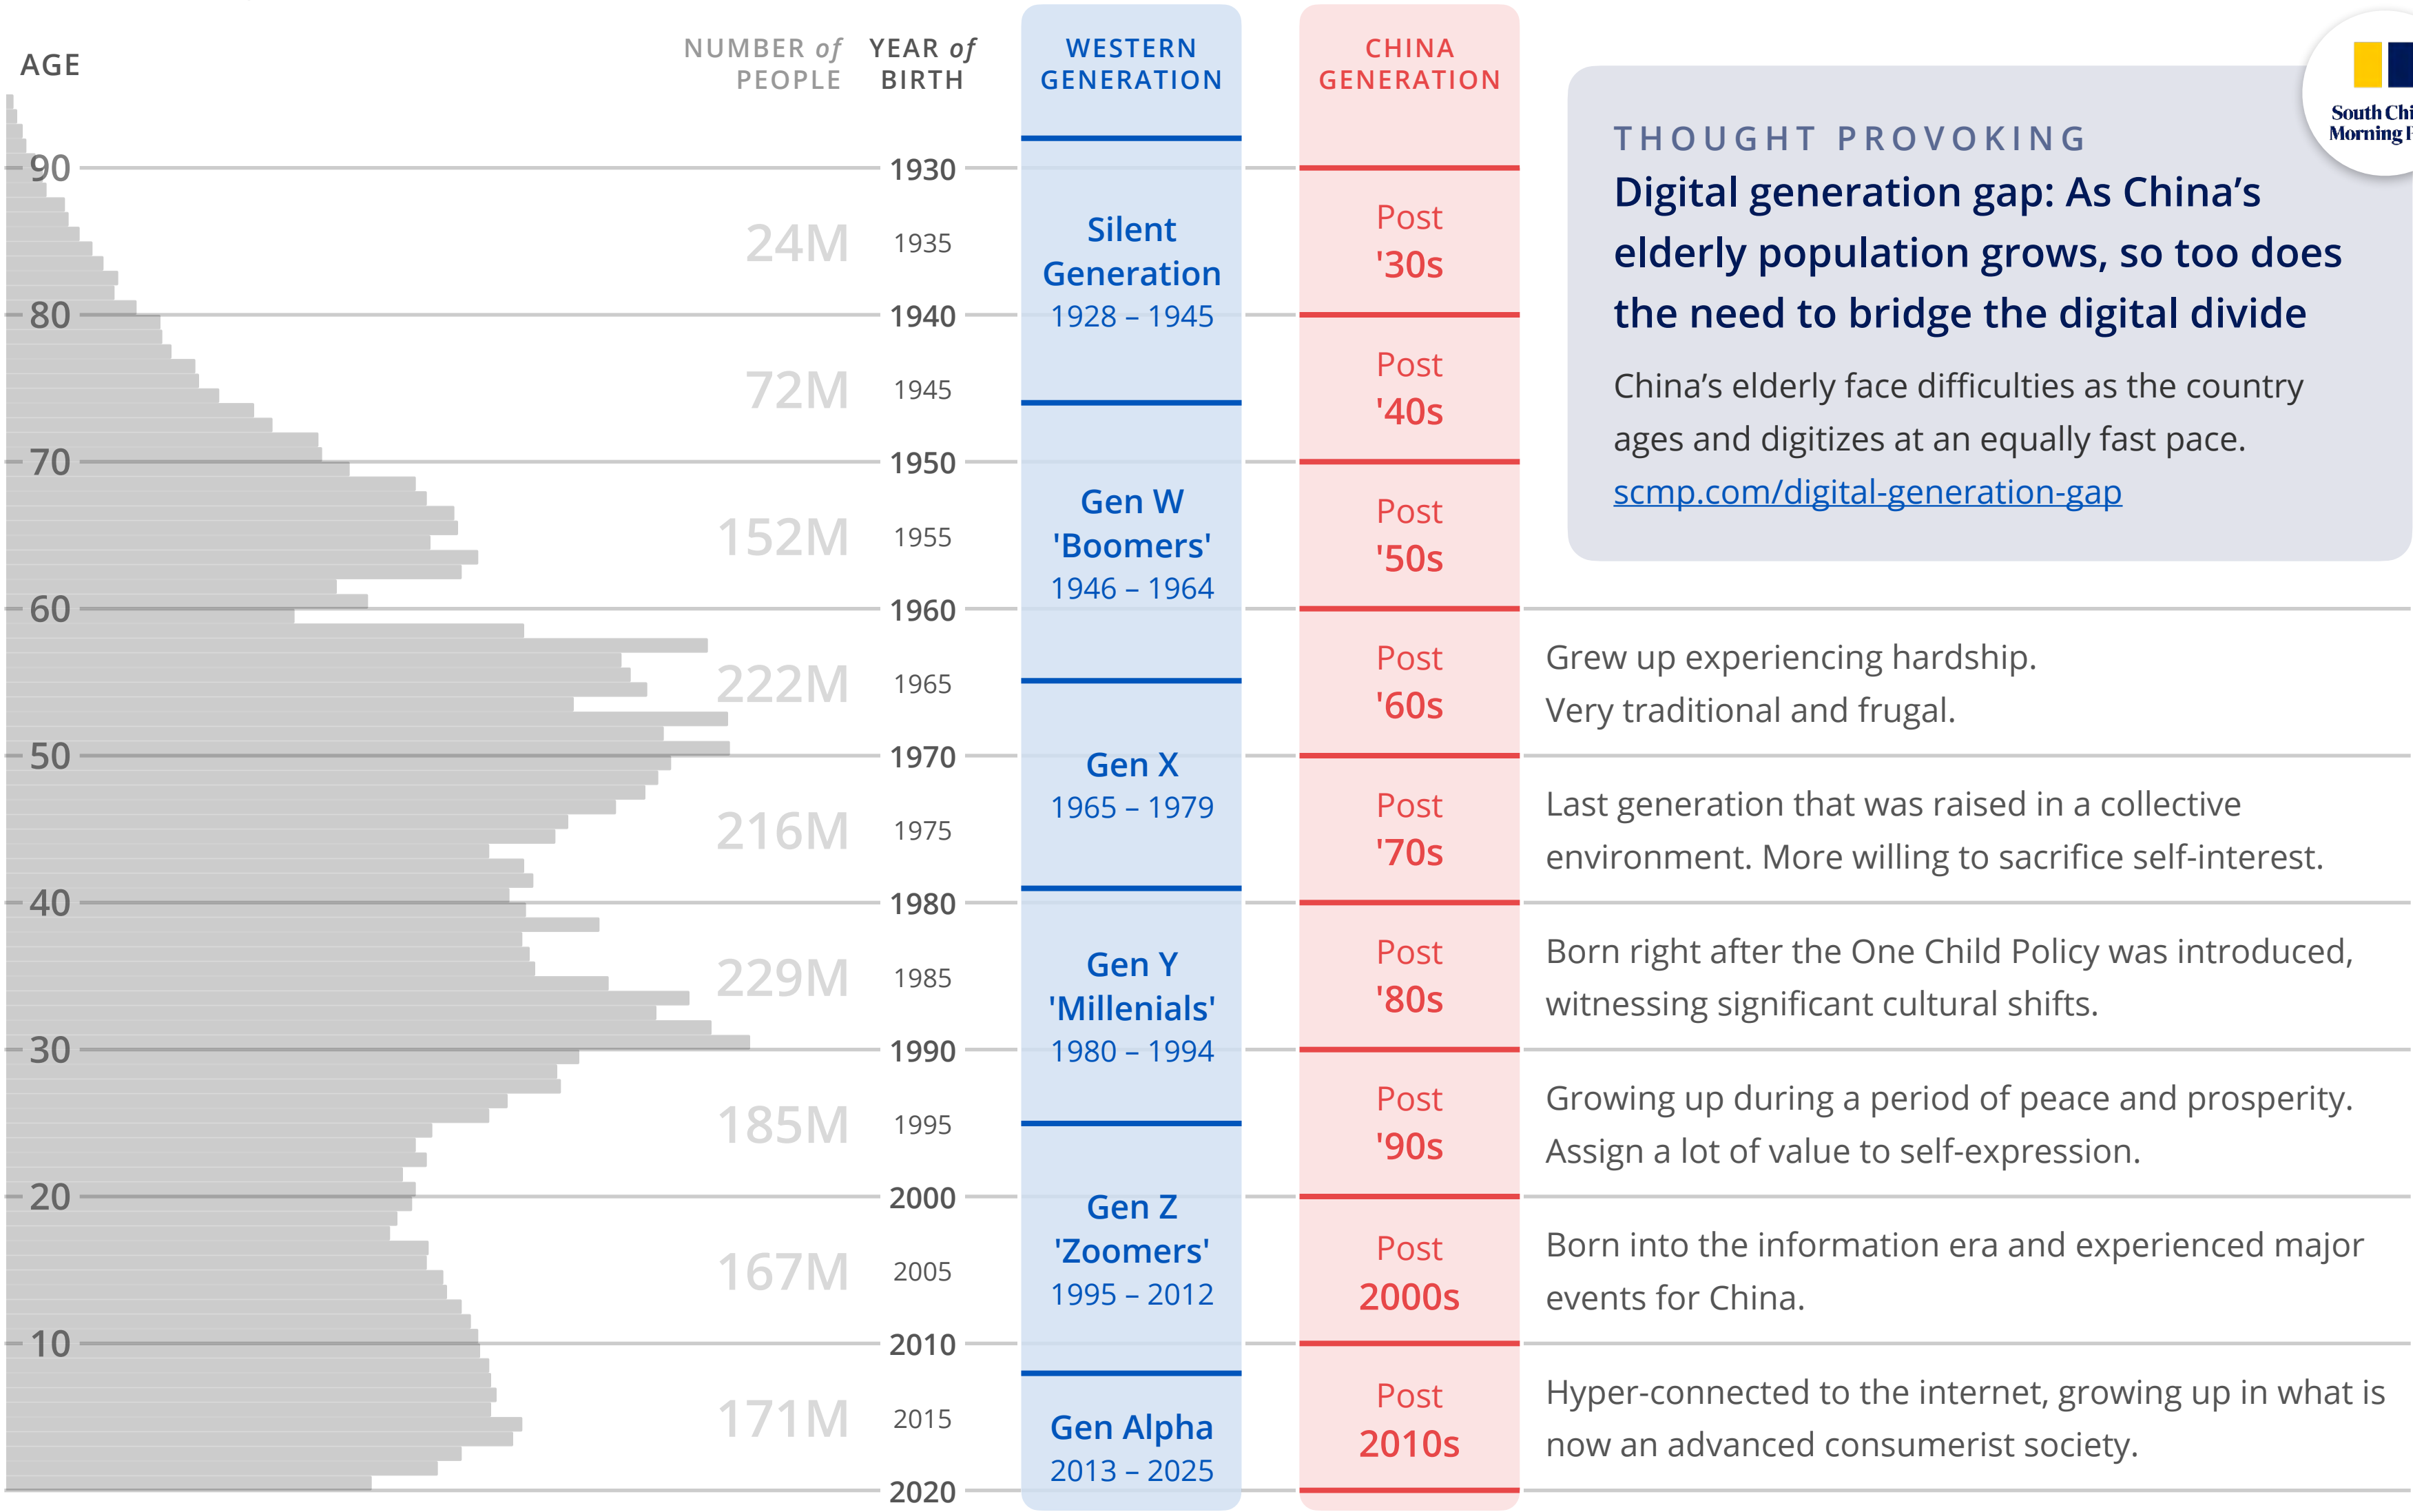 AGE
NUMBER of
PEOPLE
YEAR of
BIRTH
WESTERN
GENERATION
CHINA
GENERATION
90
80
70
60
50
40
30
20
10
24M
72M
152M
222M
216M
229M
185M
167M
171M
1930
1935
1940
1945
1950
1955
1960
1965
1970
1975
1980
1985
1990
1995
2000
2005
2010
2015
2020
Silent
Generation
1928 – 1945
Gen W
'Boomers'
1946 – 1964
Gen X
1965 – 1979
Gen Y
'Millenials'
1980 – 1994
Gen Z
'Zoomers'
1995 – 2012
Gen Alpha
2013 – 2025
Post
'30s
Post
'40s
Post
'50s
Post
'60s
Post
'70s
Post
'80s
Post
'90s
Post
2000s
Post
2010s
South
Morning
THOUGHT PROVOKING
Digital generation gap: As China’s
elderly population grows, so too does
the need to bridge the digital divide
China’s elderly face difficulties as the country
ages and digitizes at an equally fast pace.
scmp.com/digital-generation-gap
Grew up experiencing hardship.
Very traditional and frugal.
Last generation that was raised in a collective
environment. More willing to sacrifice self-interest.
Born right after the One Child Policy was introduced,
witnessing significant cultural shifts.
Growing up during a period of peace and prosperity.
Assign a lot of value to self-expression.
Born into the information era and experienced major
events for China.
Hyper-connected to the internet, growing up in what is
now an advanced consumerist society.